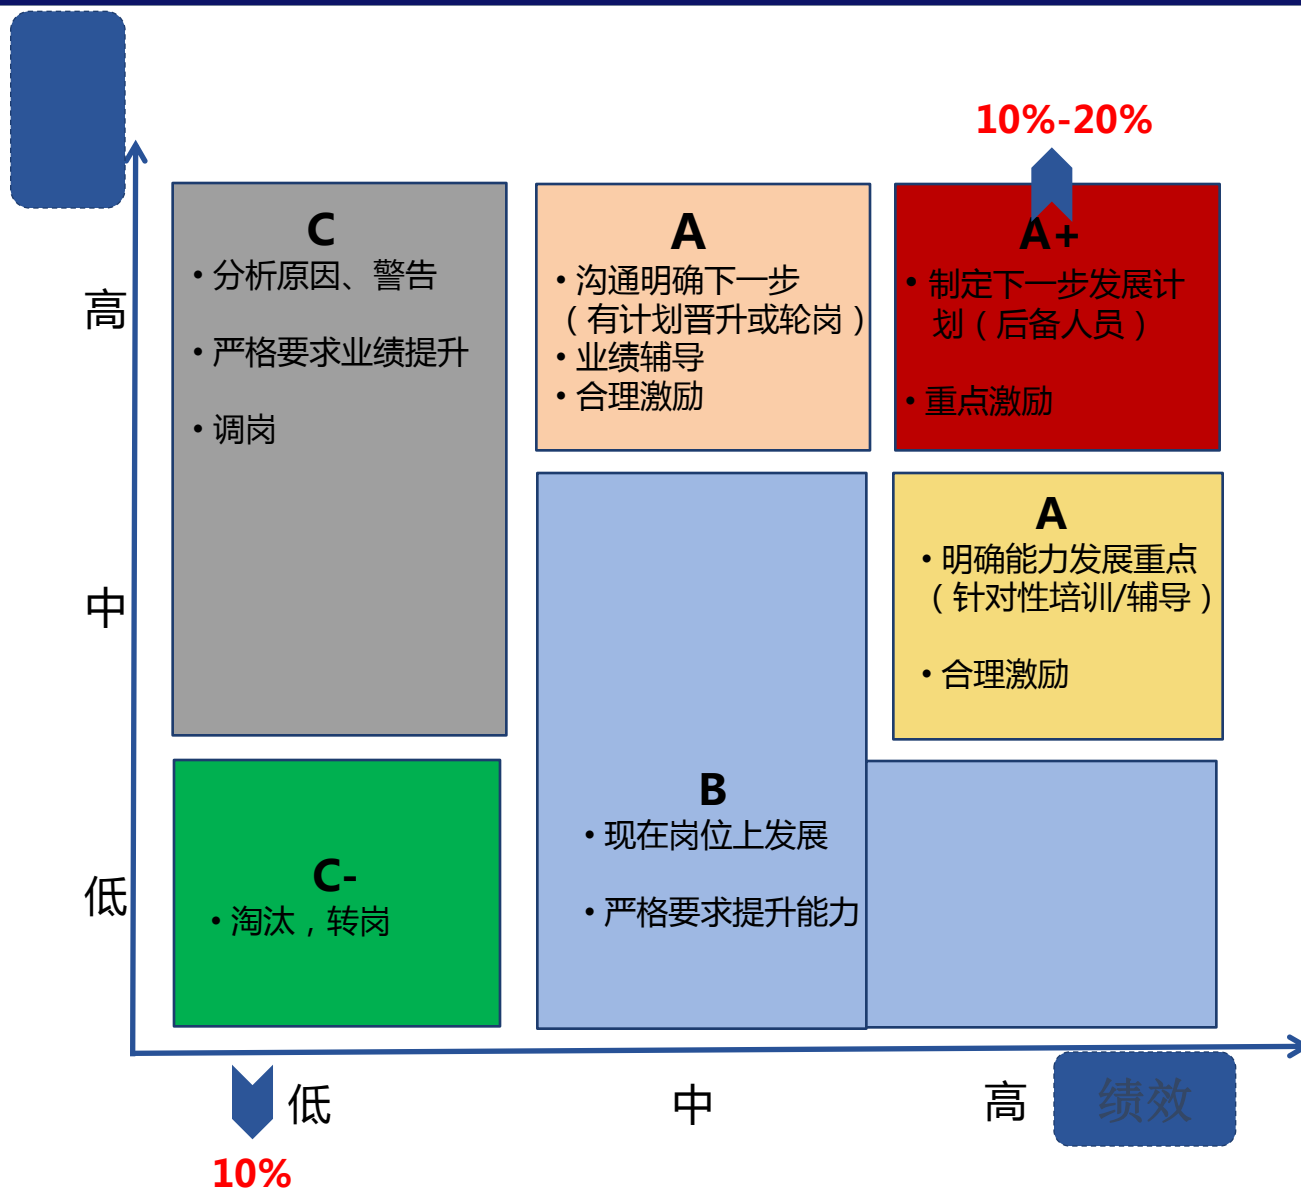 10%-20%
高
C
• 分析原因、警告
• 严格要求业绩提升
• 调岗
A
• 沟通明确下一步
（有计划晋升或轮岗）
• 业绩辅导
• 合理激励
A+
• 制定下一步发展计
划（后备人员）
• 重点激励
中
A
• 明确能力发展重点
（针对性培训/辅导）
• 合理激励
低
C-
• 淘汰，转岗
B
• 现在岗位上发展
• 严格要求提升能力
低
中
高
绩效
10%